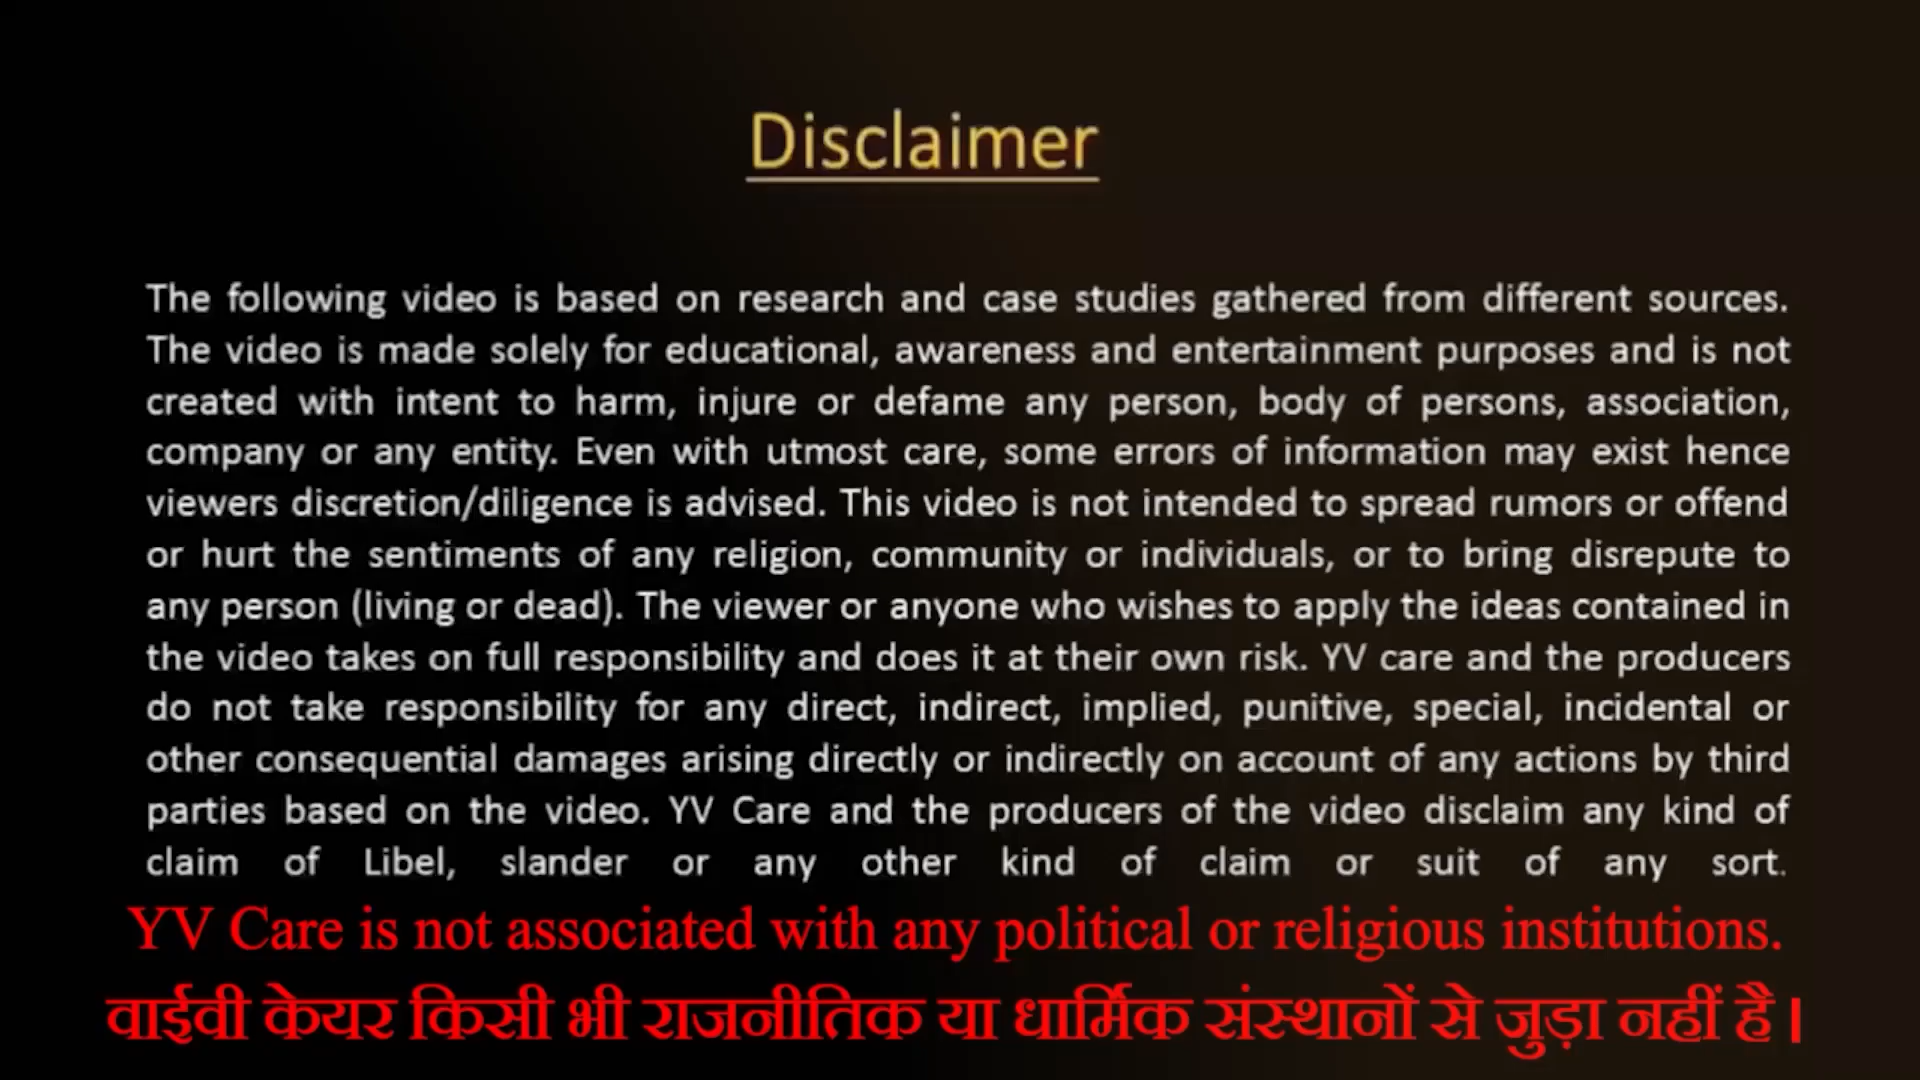 Disclaimer
The following video is based on research and case studies gathered from different sources.
The video is made solely for educational, awareness and entertainment purposes and is not
created with intent to harm, injure or defame any person, body of persons, association,
company or any entity. Even with utmost care, some errors of information may exist hence
viewers discretion/diligence is advised. This video is not intended to spread rumors or offend
or hurt the sentiments of any religion, community or individuals, or to bring disrepute to
any person (living or dead). The viewer or anyone who wishes to apply the ideas contained in
the video takes on full responsibility and does it at their own risk. YV care and the producers
do not take responsibility for any direct, indirect, implied, punitive, special, incidental or
other consequential damages arising directly or indirectly on account of any actions by third
parties based on the video. YV Care and the producers of the video disclaim any kind of
claim of Libel, slander or any other kind of claim or suit of any sort.
YV Care is not associated with any political or religious institutions.
वाईवी केयर किसी भी राजनीतिक या धार्मिक संस्थानों से जुड़ा नहीं है।